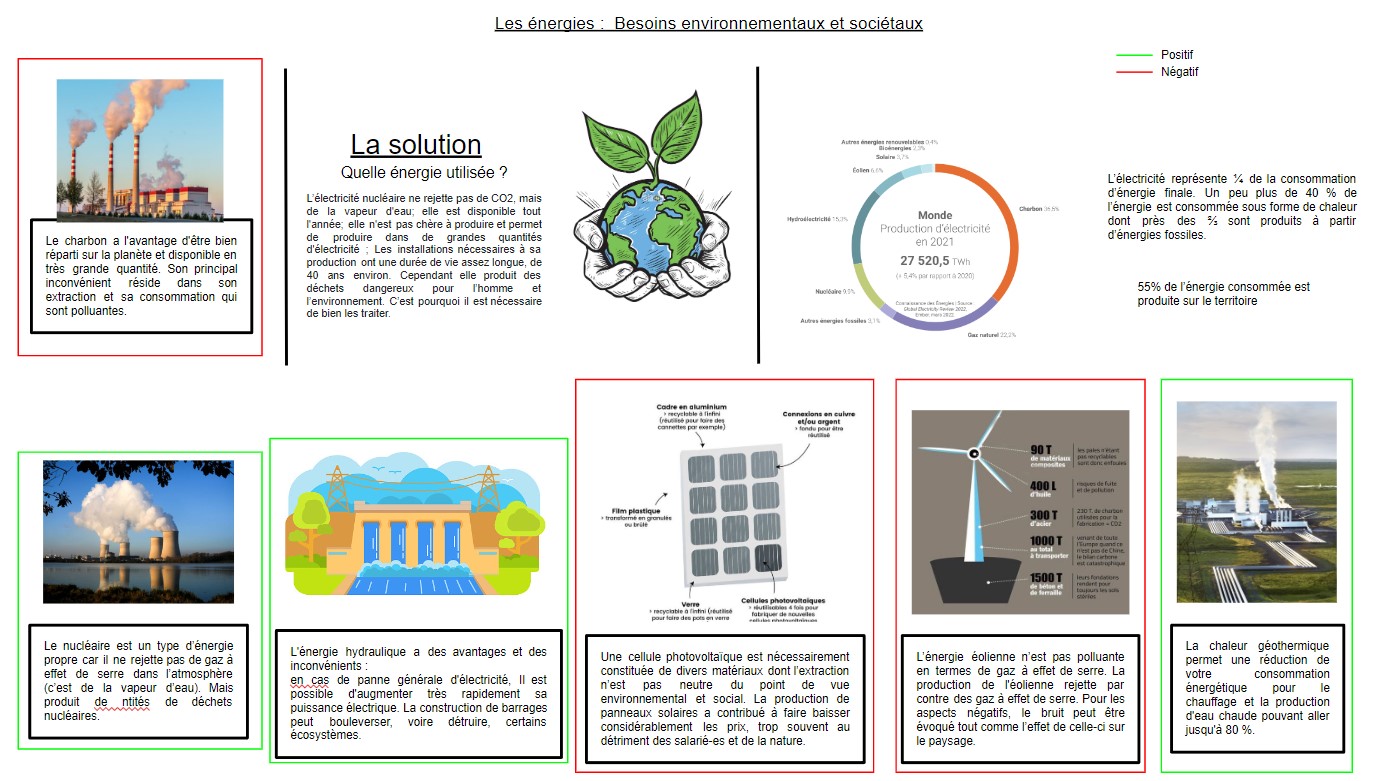 Les énergies : Besoins environnementaux et sociétaux
Positif
Négatif
Le charbon a l'avantage d'être bien
réparti sur la planète et disponible en
très grande quantité. Son principal
inconvénient réside dans son
extraction et sa consommation qui
sont polluantes.
La solution
Quelle énergie utilisée ?
L'électricité nucléaire ne rejette pas de CO2, mais
de la vapeur d'eau; elle est disponible tout
l'année; elle n'est pas chère à produire et permet
de produire dans de grandes quantités
d'électricité ; Les installations nécessaires à sa
production ont une durée de vie assez longue, de
40 ans environ. Cependant elle produit des
déchets dangereux pour l'homme et
l'environnement. C'est pourquoi il est nécessaire
de bien les traiter.
Autres énergies renouvelables 0,4%
Bioénergies 2,3%
Solaire 3,7%
Éolien 6,6%
Hydroélectricité 15,3%
Nucléaire 9,9%
Autres énergies fossiles 3,1%
Gaz naturel 22,2%
Charbon 36,5%
Monde
Production d'électricité
en 2021
27 520,5 TWh
(+ 5,4% par rapport à 2020)
Connaissance des Énergies | Source:
Global Electricity Review 2022
Ember, mars 2022
L'électricité représente ¼ de la consommation
d'énergie finale. Un peu plus de 40 % de
l'énergie est consommée sous forme de chaleur
dont près des ⅔ sont produits à partir
d'énergies fossiles.
55% de l'énergie consommée est
produite sur le territoire
Le nucléaire est un type d'énergie
propre car il ne rejette pas de gaz à
effet de serre dans l'atmosphère
(c'est de la vapeur d'eau). Mais
produit de ntités de déchets
nucléaires.
L'énergie hydraulique a des avantages et des
inconvénients :
en cas de panne générale d'électricité, Il est
possible d'augmenter très rapidement sa
puissance électrique. La construction de barrages
peut bouleverser, voire détruire, certains
écosystèmes.
Cadre en aluminium
> recyclable à l'infini
(réutilisé pour faire des
cannettes par exemple)
Connexions en cuivre
et/ou argent
> fondu pour être
réutilisé
Film plastique
> transformé en granulés
ou brûlé
Verre
> recyclable à l'infini (réutilisé
pour faire des pots en verre
Cellules photovoltaïques
> réutilisables 4 fois pour
fabriquer de nouvelles
cellules photovoltaïques
Une cellule photovoltaïque est nécessairement
constituée de divers matériaux dont l'extraction
n'est pas neutre du point de vue
environnemental et social. La production de
panneaux solaires a contribué à faire baisser
considérablement les prix, trop souvent au
détriment des salarié-es et de la nature.
90 T
de matériaux
composites
les pales n'étant
pas recyclables
sont donc enfouies
400 L
d'huile
risques de fuite
et de pollution
300 T
d'acier
230 T. de charbon
utilisées pour la
fabrication = CO2
1000 T
au total
à transporter
venant de toute
l'Europe quand ce
n'est pas de Chine,
le bilan carbone
est catastrophique
1500 T
de béton et
de ferraille
leurs fondations
rendent pour
toujours les sols
stériles
L'énergie éolienne n'est pas polluante
en termes de gaz à effet de serre. La
production de l'éolienne rejette par
contre des gaz à effet de serre. Pour les
aspects négatifs, le bruit peut être
évoqué tout comme l'effet de celle-ci sur
le paysage.
La chaleur géothermique
permet une réduction de
votre consommation
énergétique pour le
chauffage et la production
d'eau chaude pouvant aller
jusqu'à 80 %.